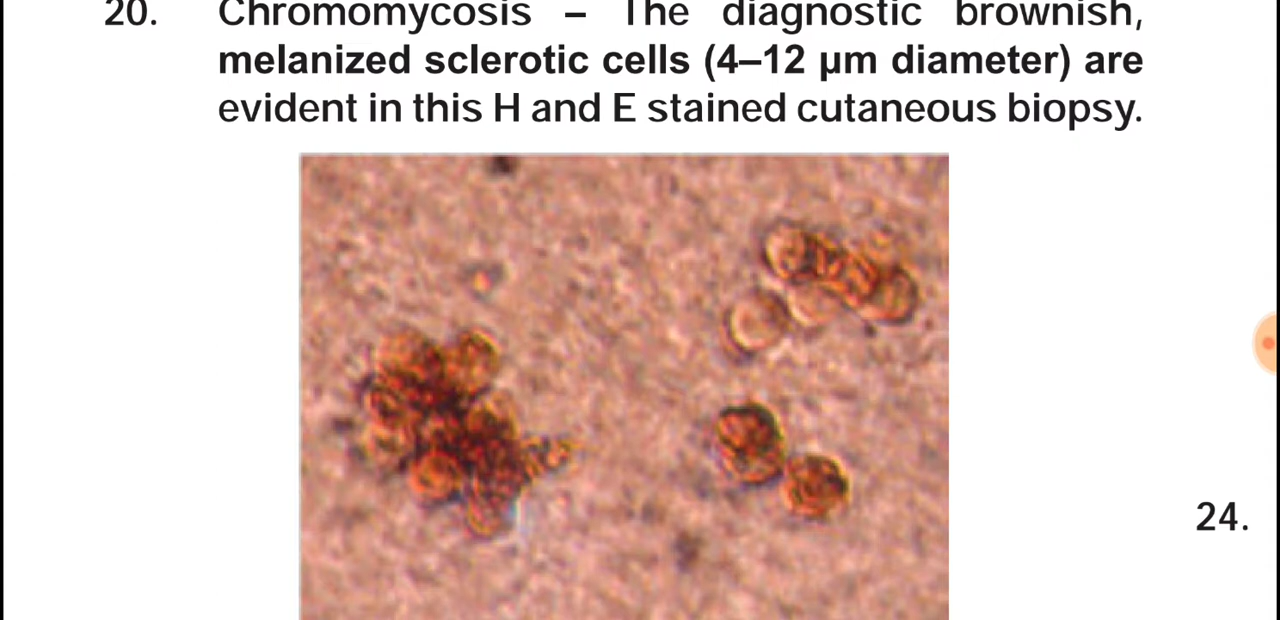 20. Chromomycosis – The diagnostic brownish,
melanized sclerotic cells (4–12 µm diameter) are
evident in this H and E stained cutaneous biopsy.
24.